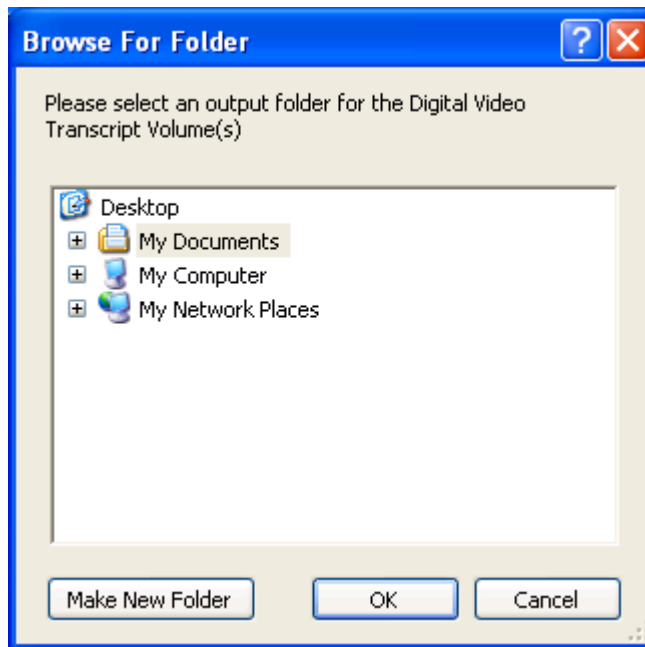 Browse For Folder
Please select an output folder for the Digital Video
Transcript Volume(s)
Desktop
My Documents
My Computer
My Network Places
Make New Folder
OK
Cancel